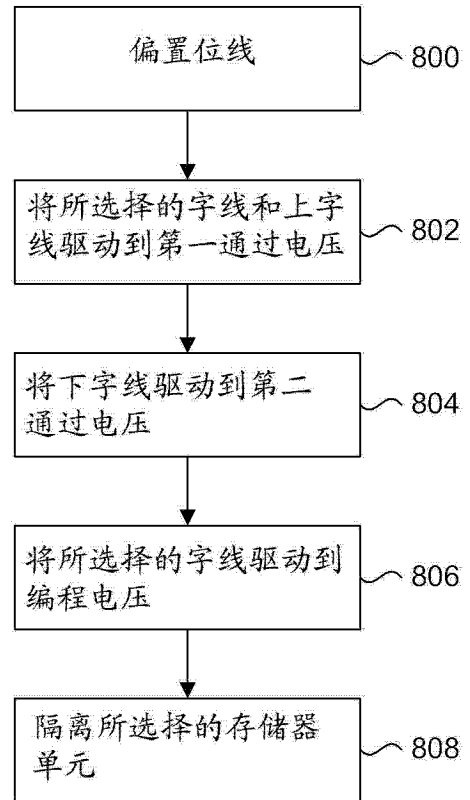 偏置位线
800
将所选择的字线和上字
线驱动到第一通过电压
802
将下字线驱动到第二
通过电压
804
将所选择的字线驱动到
编程电压
806
隔离所选择的存储器
单元
808